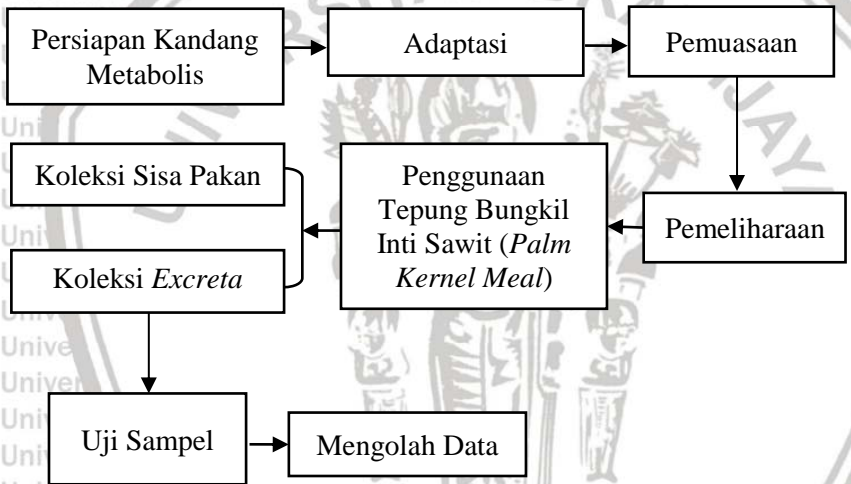 Persiapan Kandang
Metabolis
Adaptasi
Pemuasaan
Pemeliharaan
Penggunaan
Tepung Bungkil
Inti Sawit (Palm
Kernel Meal)
Koleksi Sisa Pakan
Koleksi Excreta
Uji Sampel
Mengolah Data